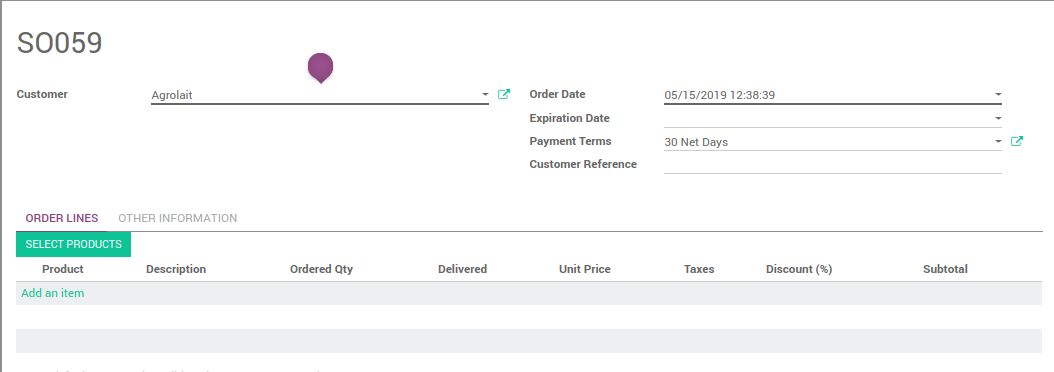 SO059
Customer
Agrolait
Order Date
05/15/2019 12:38:39
Expiration Date
Payment Terms
30 Net Days
Customer Reference
ORDER LINES OTHER INFORMATION
SELECT PRODUCTS
Product Description Ordered Qty Delivered Unit Price Taxes Discount (%) Subtotal
Add an item